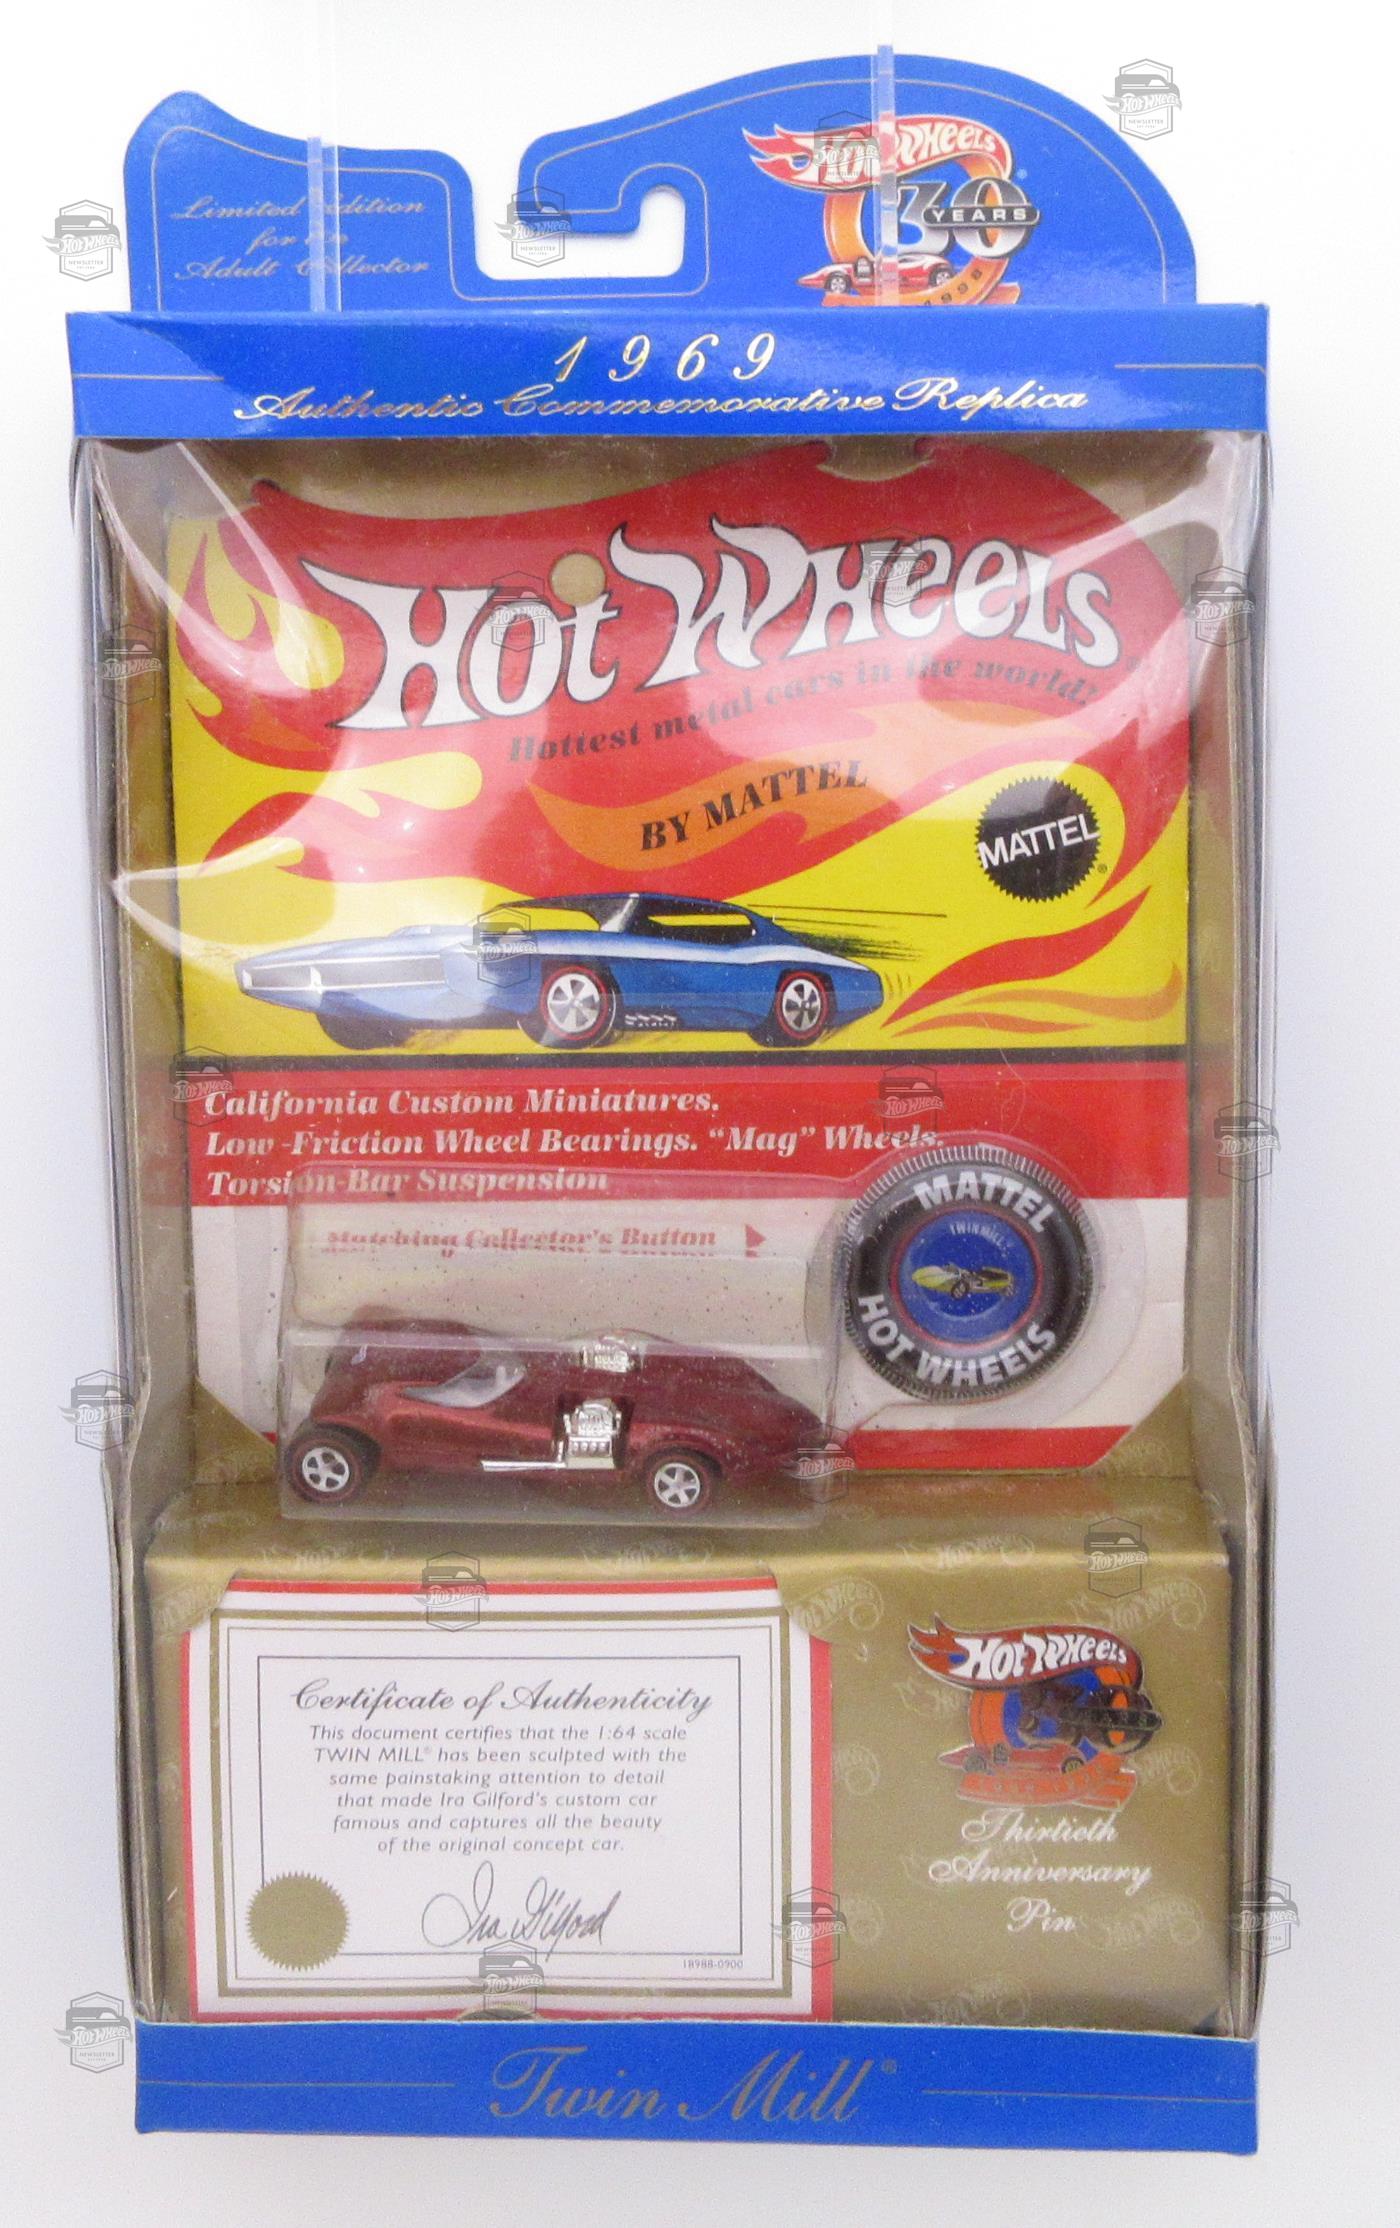 Limited Edition
for the
Adult Collector
Hot Wheels
30
YEARS
1998
1969
Authentic Commemorative Replica
Hot Wheels
Hottest metal cars in the world!
BY MATTEL
MATTEL
California Custom Miniatures.
Low-Friction Wheel Bearings. “Mag” Wheels.
Torsion-Bar Suspension
Matching Collector's Button
MATTEL
TWIN MILL
HOT WHEELS
Certificate of Authenticity
This document certifies that the 1:64 scale
TWIN MILL® has been sculpted with the
same painstaking attention to detail
that made Ira Gilford's custom car
famous and captures all the beauty
of the original concept car.
Ira Gilford
18988-0900
Hot Wheels
Thirtieth
Anniversary
Pin
Twin Mill®